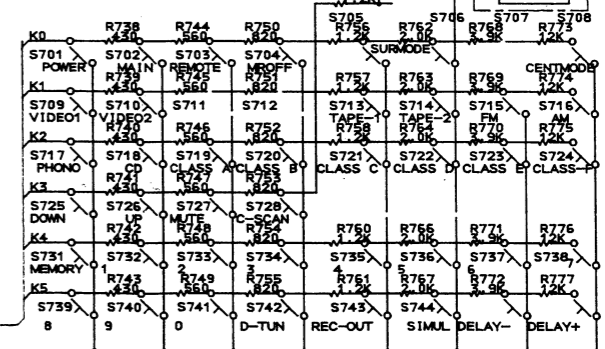 12K
S705 S706 S707 S708
R738 R744 R750 R756 R762 R768 R773
K0 430 560 820 1.2K 2.0K 3.9K 12K
SURMODE
S701 S702 S703 S704
POWER MAIN REMOTE MROFF CENTMODE
R739 R745 R751 R757 R763 R769 R774
K1 430 560 820 1.2K 2.0K 3.9K 12K
S709 S710 S711 S712 S713 S714 S715 S716
VIDEO1 VIDEO2 TAPE-1 TAPE-2 FM AM
R740 R746 R752 R758 R764 R770 R775
K2 430 560 820 1.2K 2.0K 3.9K 12K
S717 S718 S719 S720 S721 S722 S723 S724
PHONO CD CLASS A CLASS B CLASS C CLASS D CLASS E CLASS-F
R741 R747 R753
K3 430 560 820
S725 S726 S727 S728
DOWN UP MUTE C-SCAN
R742 R748 R754 R760 R766 R771 R776
K4 430 560 820 1.2K 2.0K 3.9K 12K
S731 S732 S733 S734 S735 S736 S737 S738
MEMORY 1 2 3 4 5 6 7
R743 R749 R755 R761 R767 R772 R777
K5 430 560 820 1.2K 2.0K 3.9K 12K
S739 S740 S741 S742 S743 S744
8 9 0 D-TUN REC-OUT SIMUL DELAY- DELAY+